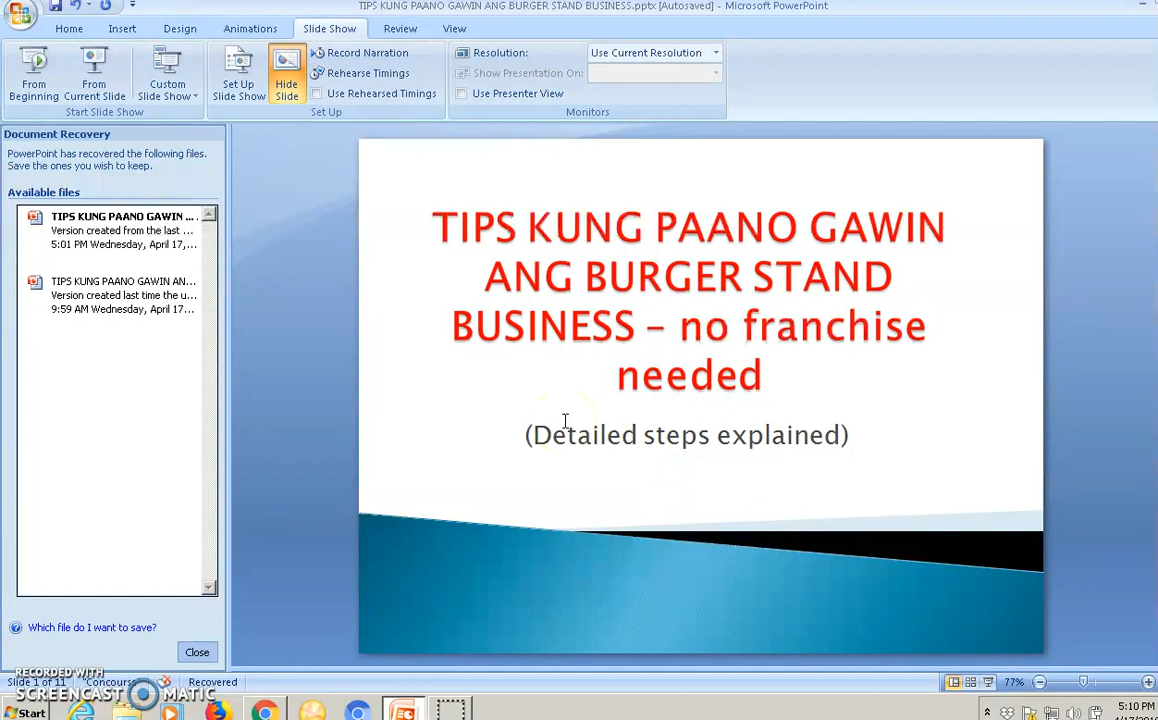 TIPS KUNG PAANO GAWIN ANG BURGER STAND BUSINESS.pptx [Autosaved] - Microsoft PowerPoint
Home Insert Design Animations Slide Show Review View
From Beginning
From Current Slide
Custom Slide Show
Start Slide Show
Set Up Slide Show
Hide Slide
Record Narration
Rehearse Timings
Use Rehearsed Timings
Set Up
Resolution: Use Current Resolution
Show Presentation On:
Use Presenter View
Monitors
Document Recovery
PowerPoint has recovered the following files.
Save the ones you wish to keep.
Available files
TIPS KUNG PAANO GAWIN ...
Version created from the last ...
5:01 PM Wednesday, April 17,...
TIPS KUNG PAANO GAWIN AN...
Version created last time the u...
9:59 AM Wednesday, April 17...
Which file do I want to save?
Close
TIPS KUNG PAANO GAWIN
ANG BURGER STAND
BUSINESS – no franchise
needed
(Detailed steps explained)
RECORDED WITH
SCREENCAST MATIC
Slide 1 of 11 "Concours Recovered 77%
Start 5:10 PM